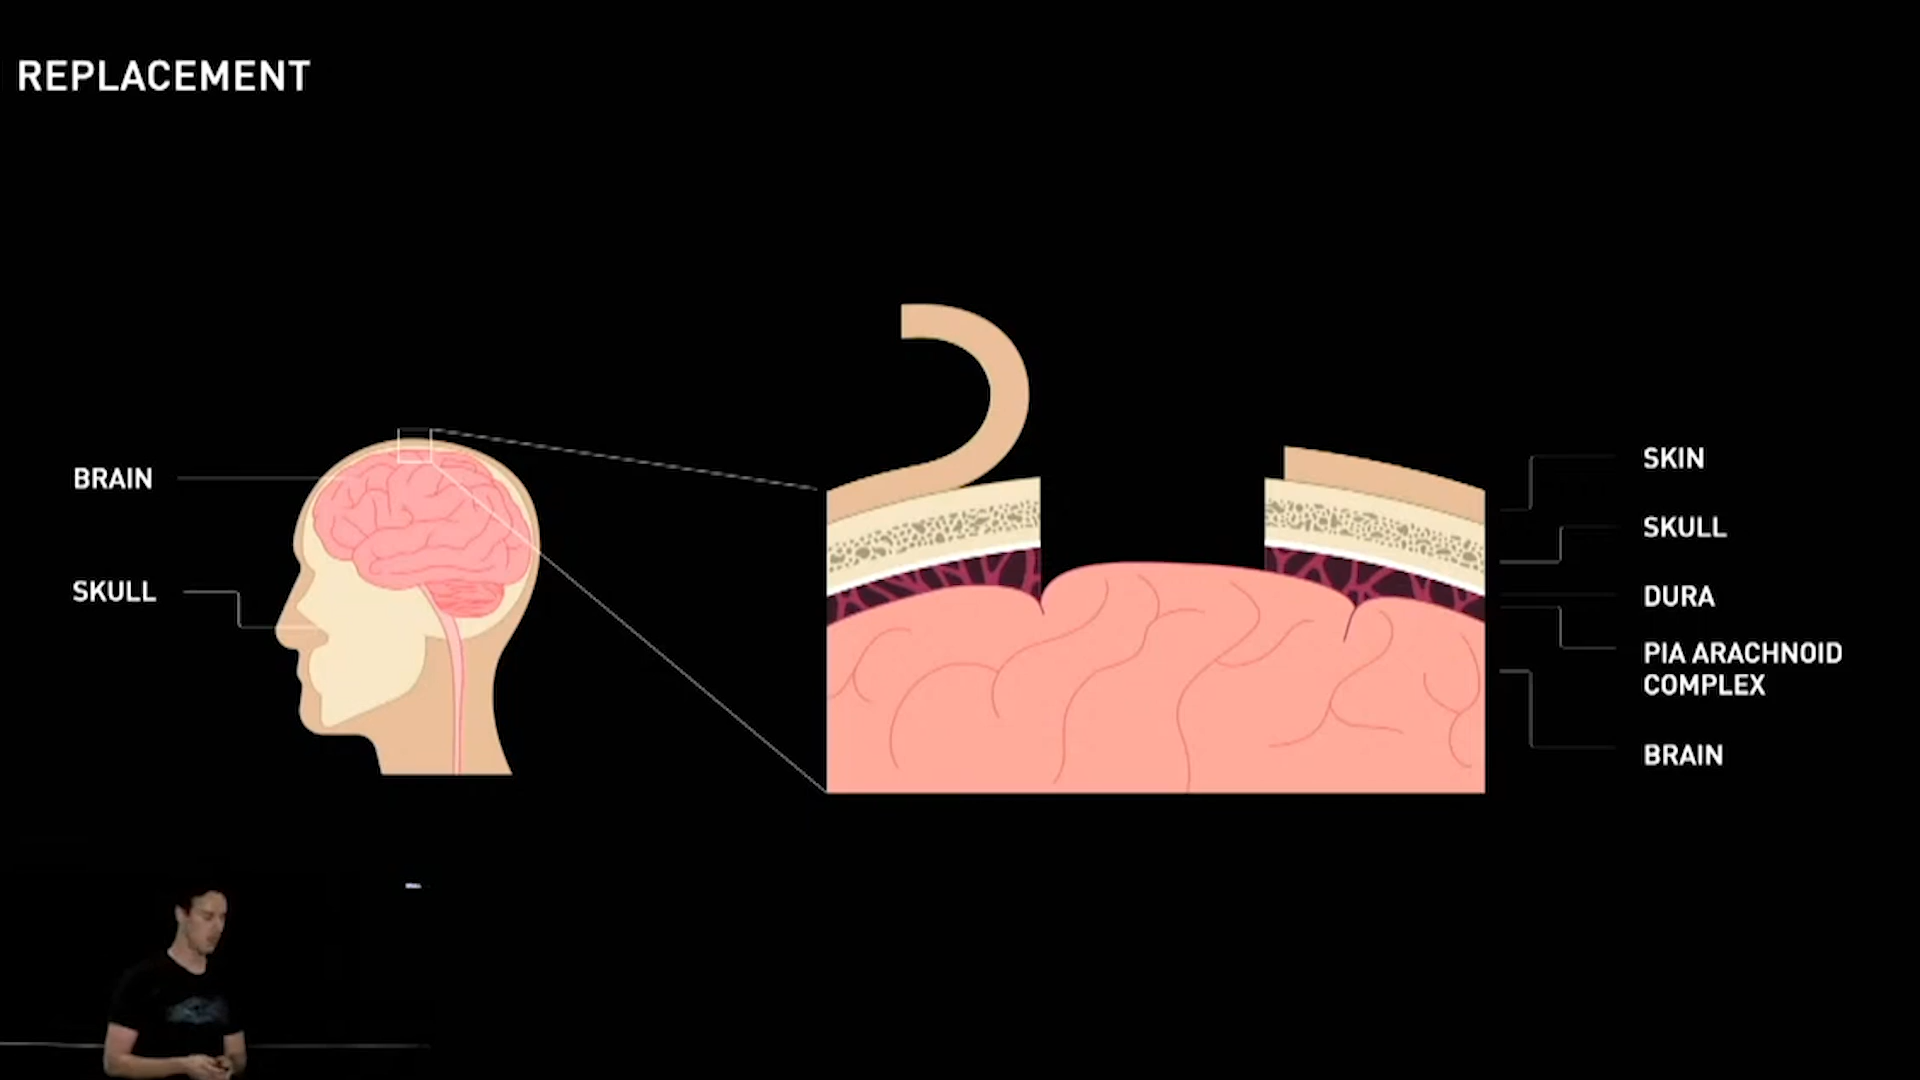 REPLACEMENT
BRAIN
SKULL
SKIN
SKULL
DURA
PIA ARACHNOID
COMPLEX
BRAIN